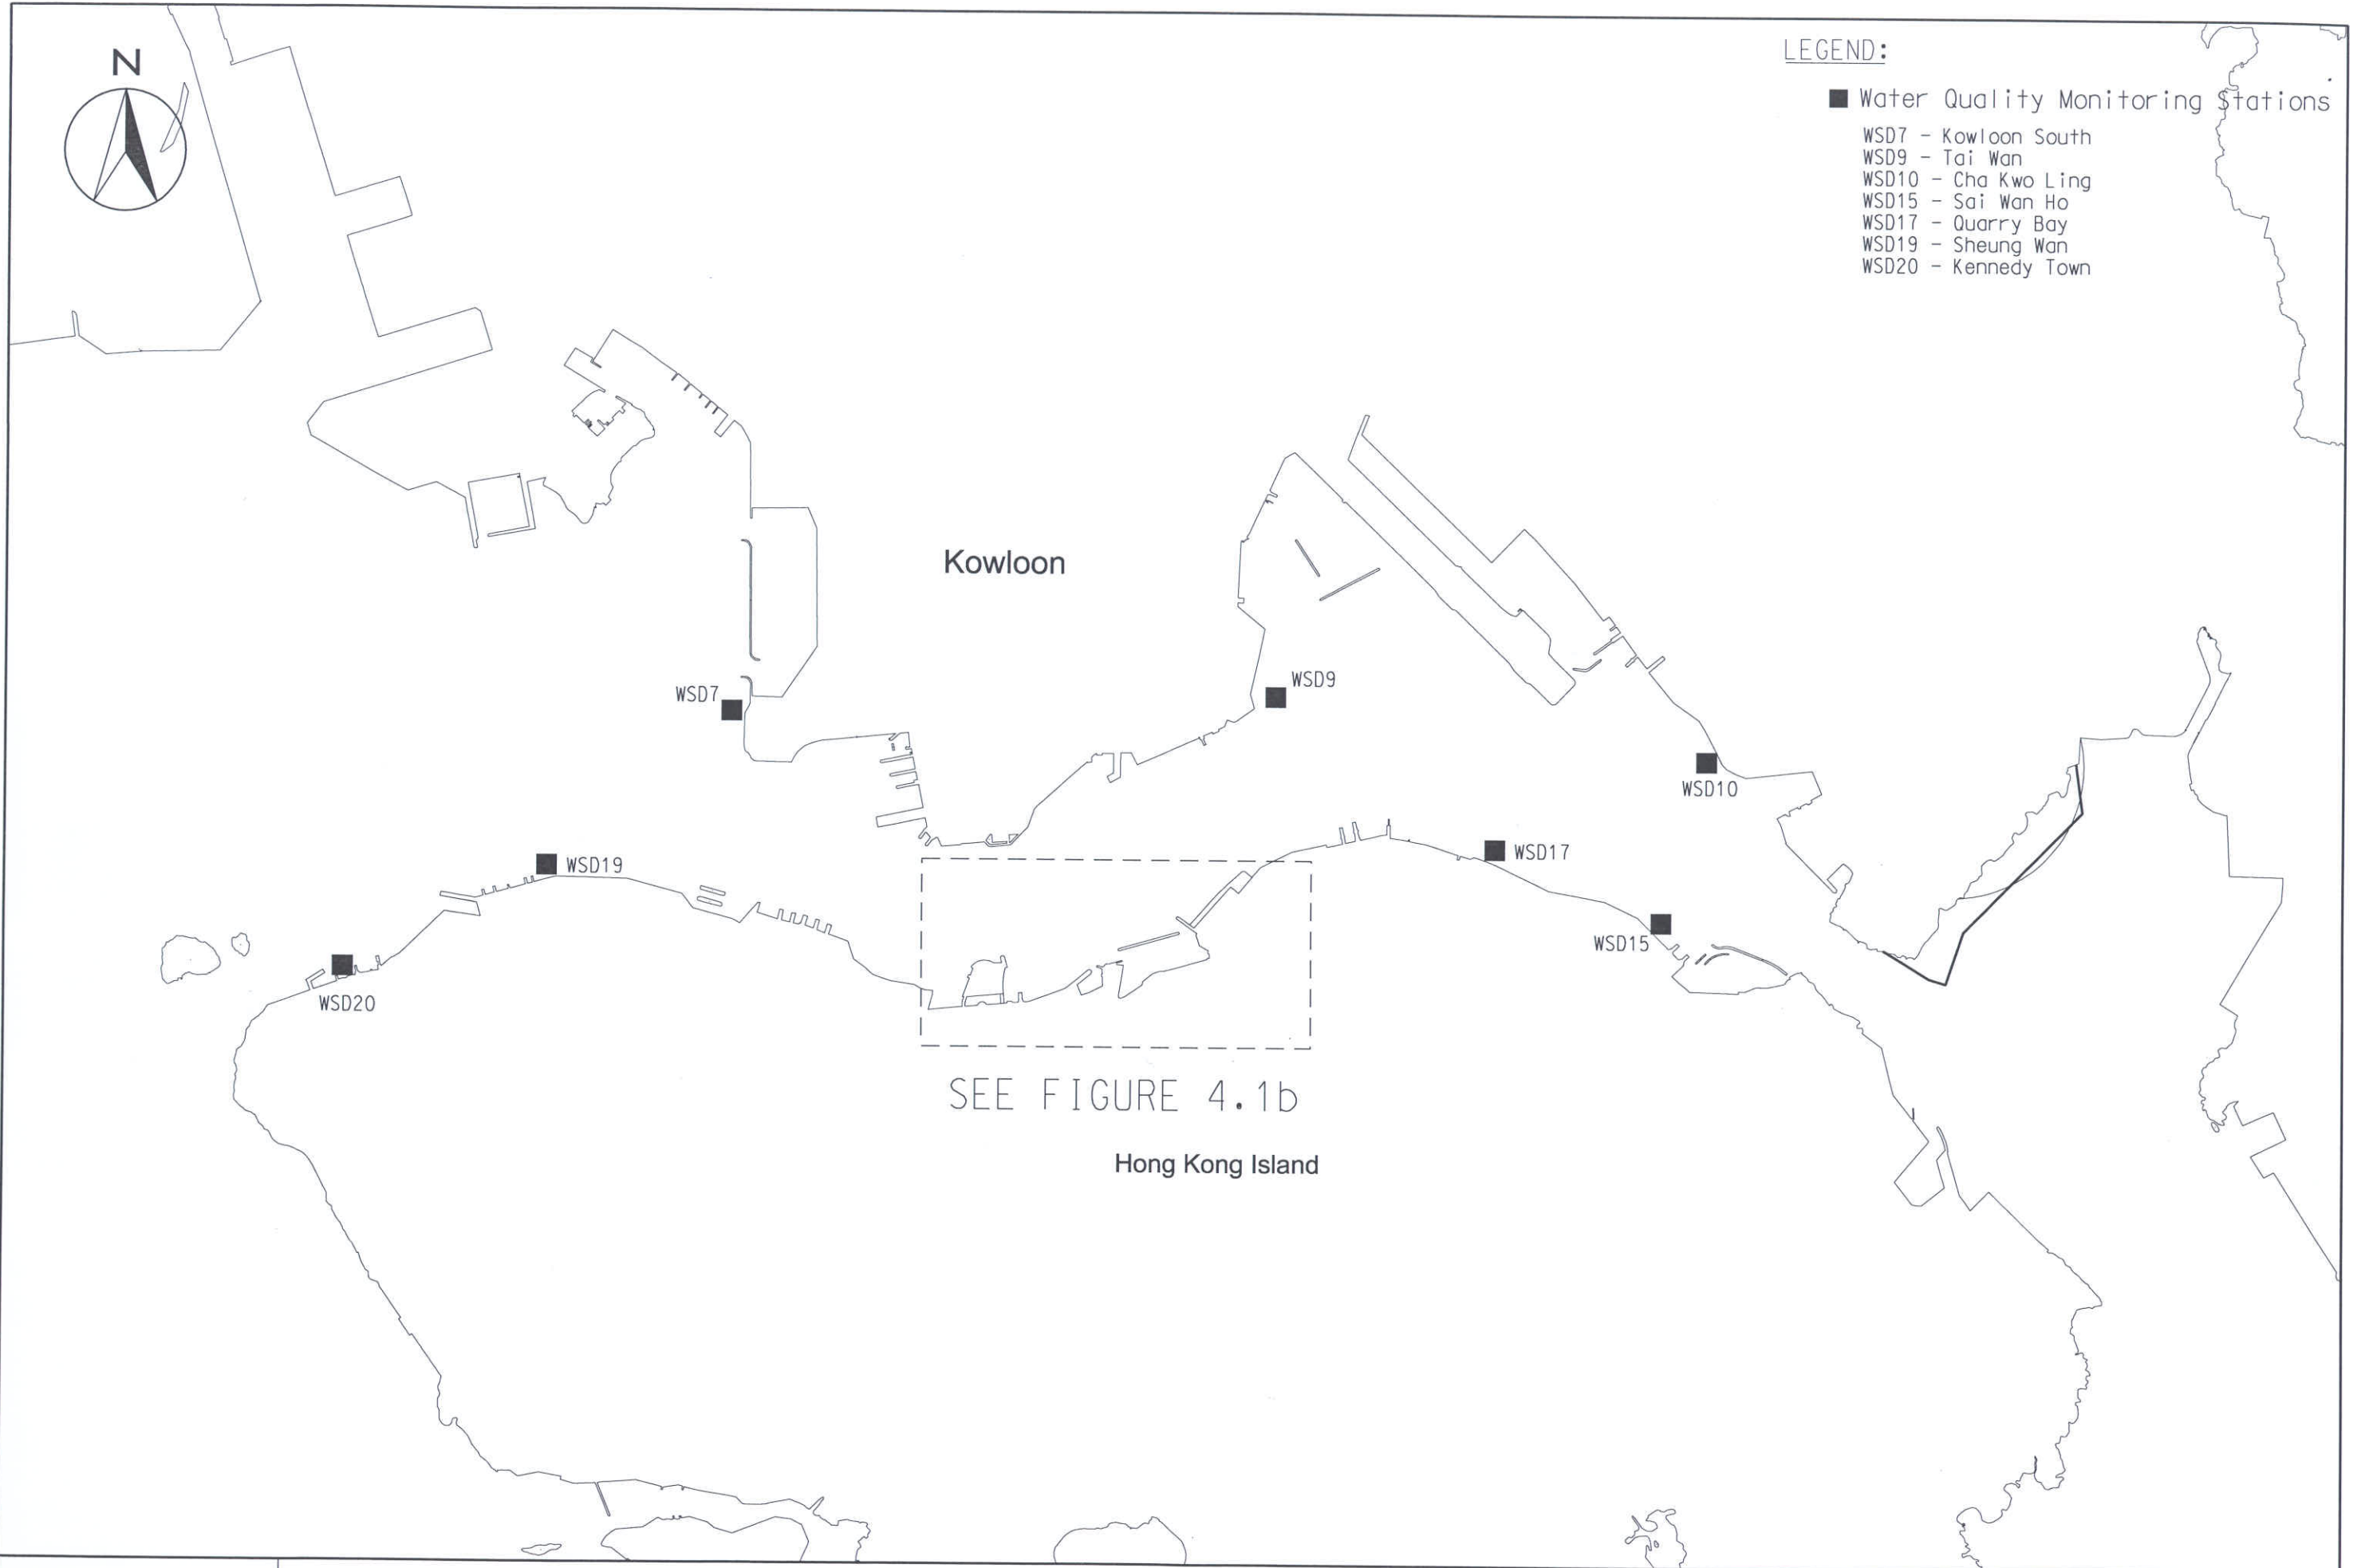 N
LEGEND:
Water Quality Monitoring Stations
WSD7 - Kowloon South
WSD9 - Tai Wan
WSD10 - Cha Kwo Ling
WSD15 - Sai Wan Ho
WSD17 - Quarry Bay
WSD19 - Sheung Wan
WSD20 - Kennedy Town
Kowloon
WSD7
WSD9
WSD10
WSD19
WSD17
WSD15
WSD20
SEE FIGURE 4.1b
Hong Kong Island